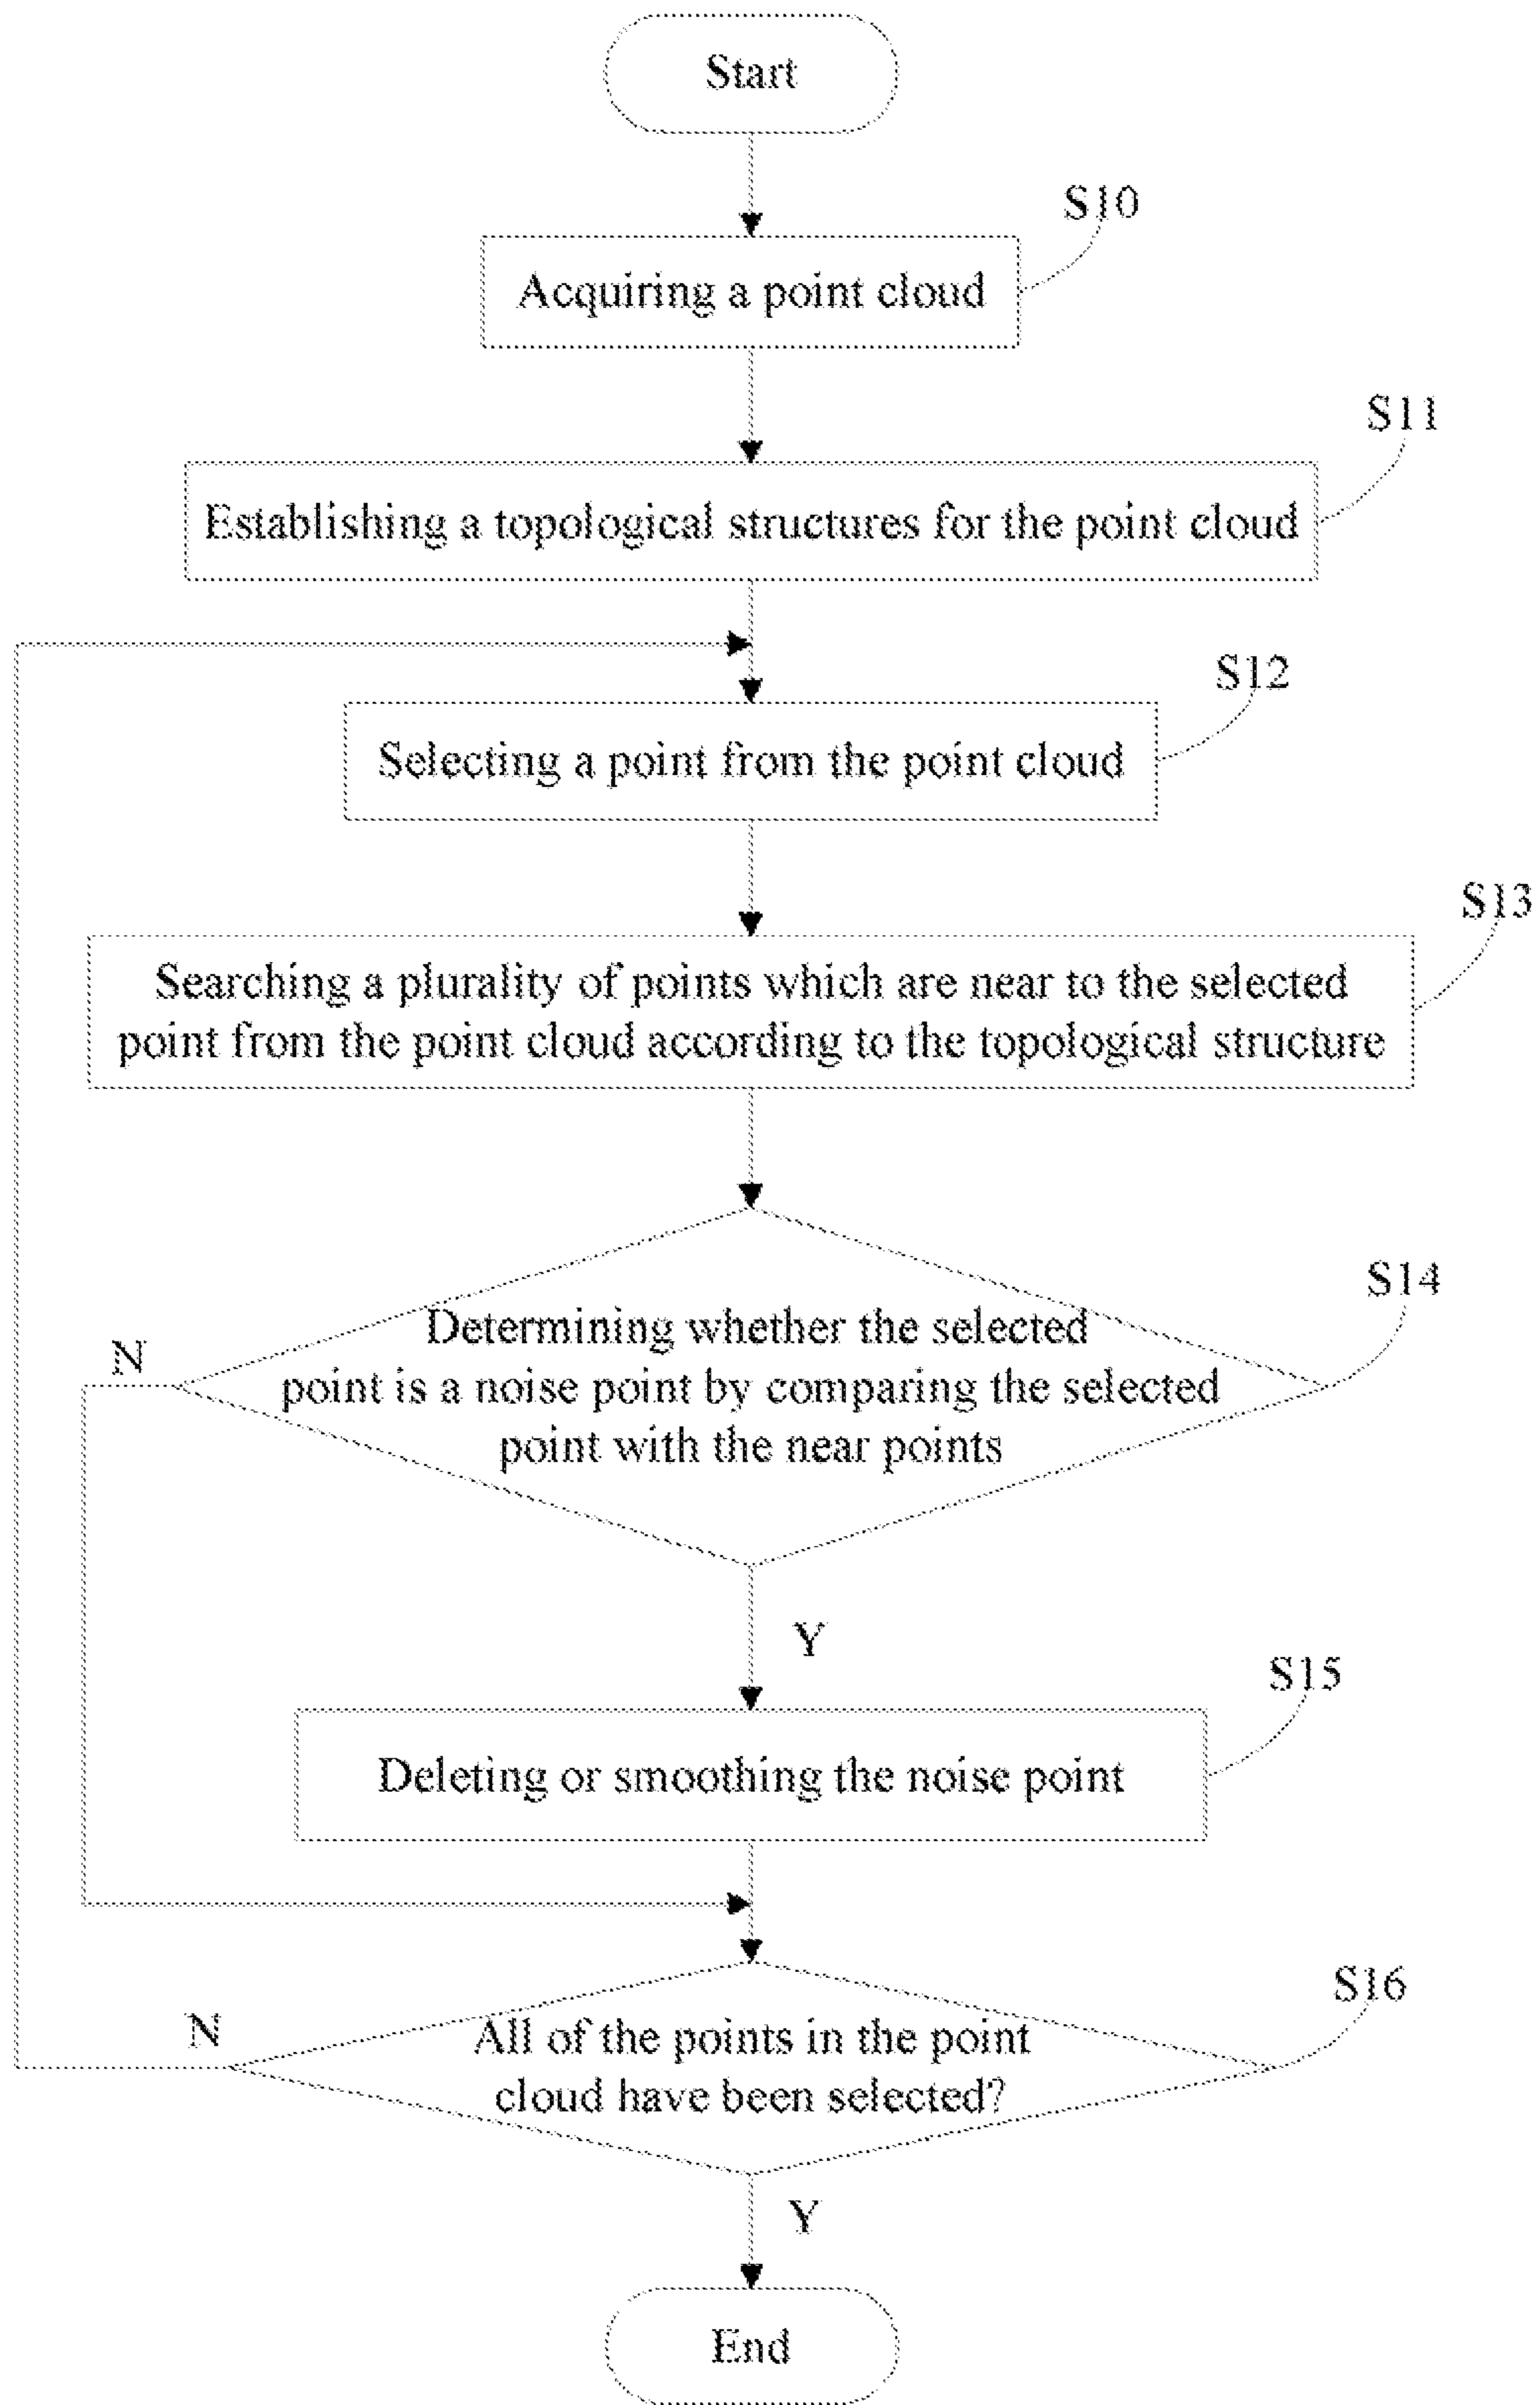 Start
S10
Acquiring a point cloud
S11
Establishing a topological structures for the point cloud
S12
Selecting a point from the point cloud
S13
Searching a plurality of points which are near to the selected
point from the point cloud according to the topological structure
S14
N
Determining whether the selected
point is a noise point by comparing the selected
point with the near points
Y
S15
Deleting or smoothing the noise point
S16
N
All of the points in the point
cloud have been selected?
Y
End